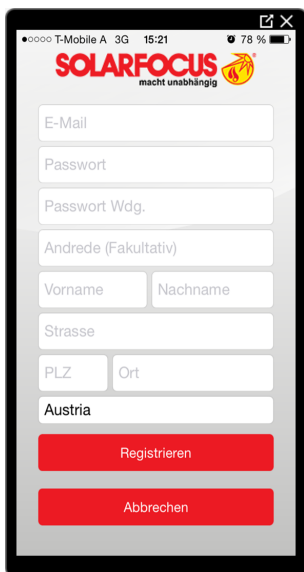 T-Mobile A 3G 15:21 78 %
SOLARFOCUS
macht unabhängig
E-Mail
Passwort
Passwort Wdg.
Andrede (Fakultativ)
Vorname Nachname
Strasse
PLZ Ort
Austria
Registrieren
Abbrechen